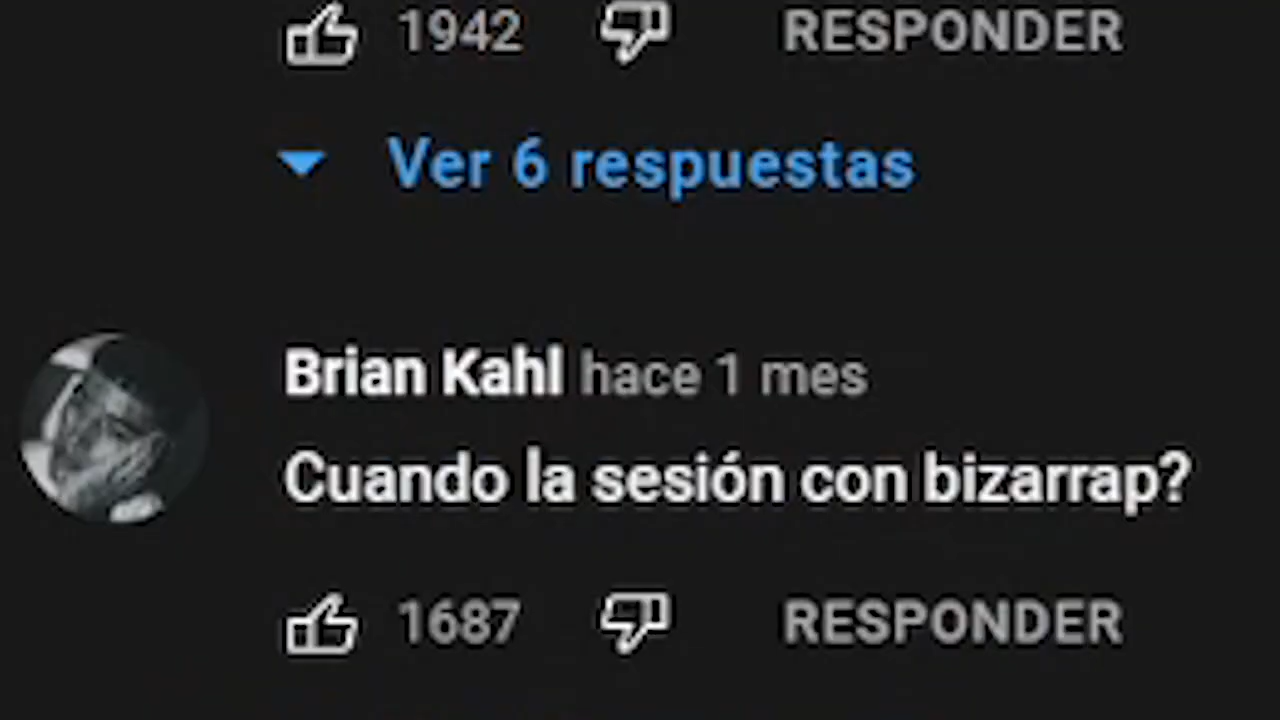 1942 RESPONDER
Ver 6 respuestas
Brian Kahl hace 1 mes
Cuando la sesión con bizarrap?
1687 RESPONDER